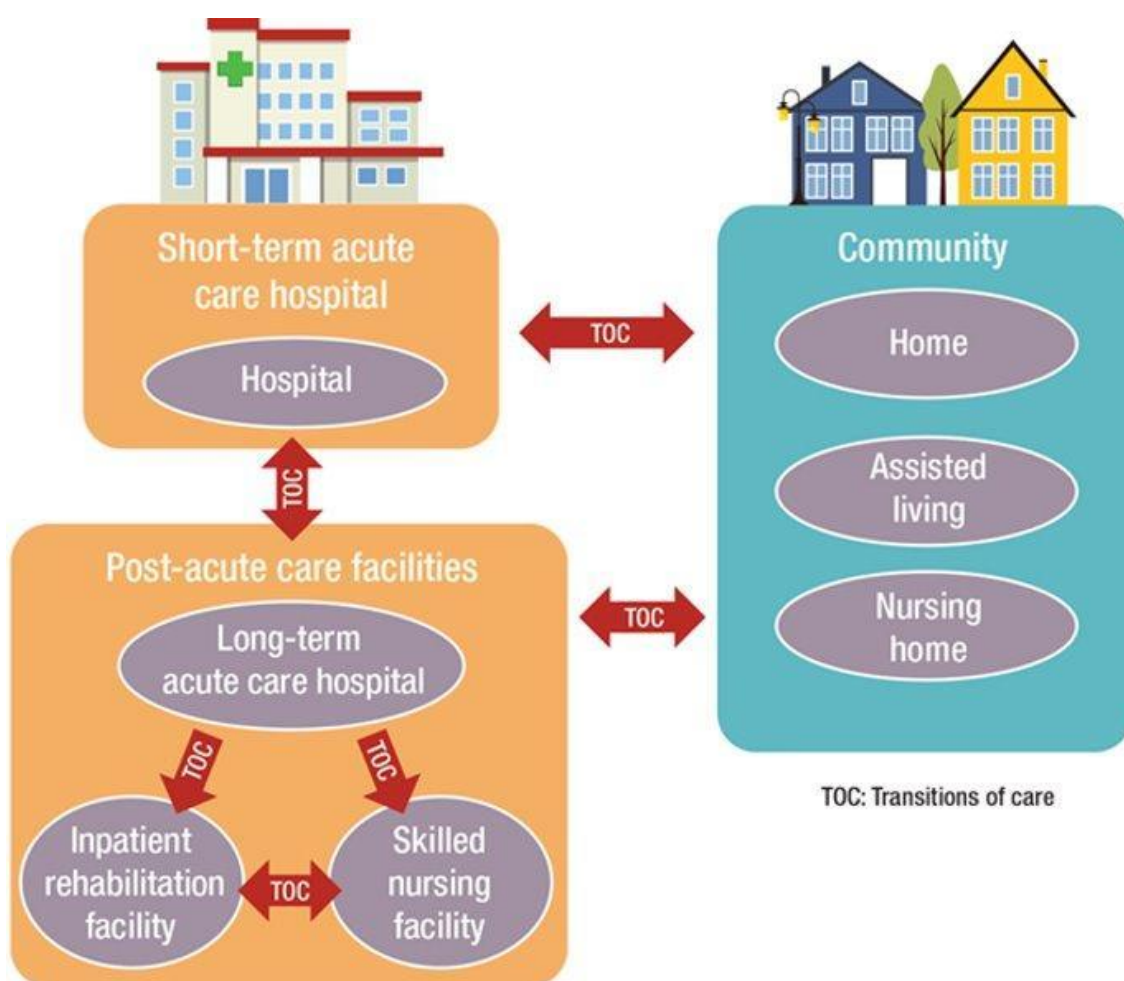 Short-term acute
care hospital
Hospital
TOC
Community
Home
Assisted
living
Nursing
home
TOC
Post-acute care facilities
Long-term
acute care hospital
TOC
TOC
TOC
Inpatient
rehabilitation
facility
TOC
Skilled
nursing
facility
TOC: Transitions of care